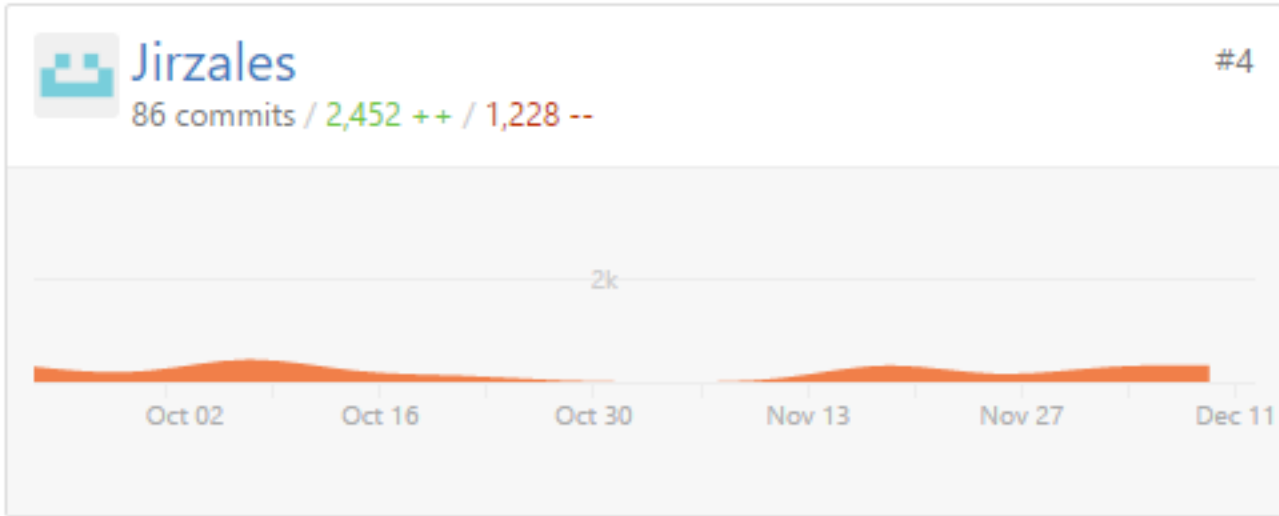 Jirzales
#4
86 commits / 2,452 ++ / 1,228 --
2k
Oct 02 Oct 16 Oct 30 Nov 13 Nov 27 Dec 11